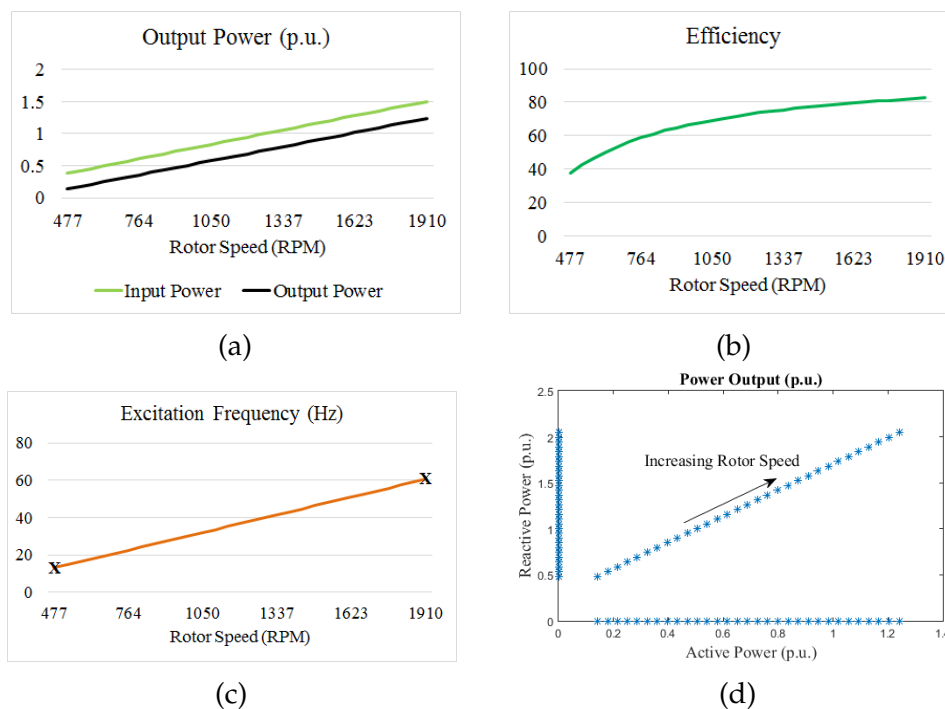 Output Power (p.u.)
2
1.5
1
0.5
0
477 764 1050 1337 1623 1910
Rotor Speed (RPM)
Input Power Output Power
(a)
Efficiency
100
80
60
40
20
0
477 764 1050 1337 1623 1910
Rotor Speed (RPM)
(b)
Excitation Frequency (Hz)
80
60
40
20
0
X
X
477 764 1050 1337 1623 1910
Rotor Speed (RPM)
(c)
Power Output (p.u.)
2.5
2
1.5
1
0.5
0
Reactive Power (p.u.)
Increasing Rotor Speed
0 0.2 0.4 0.6 0.8 1 1.2 1.4
Active Power (p.u.)
(d)